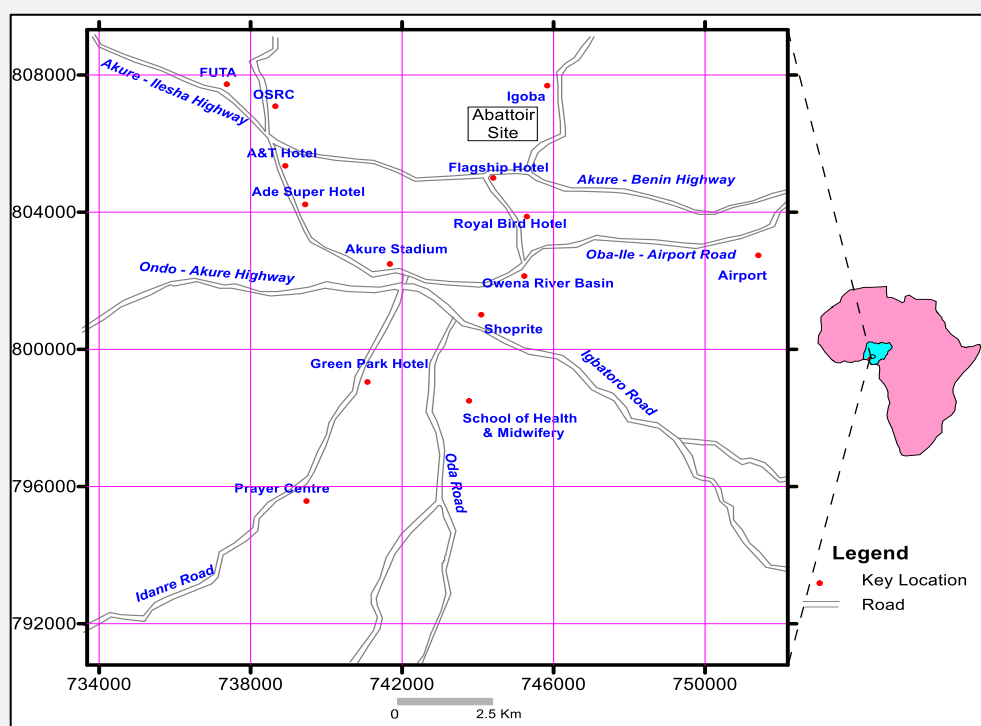 808000
804000
800000
796000
792000
FUTA
Akure - Ilesha Highway
OSRC
Igoba
Abattoir
Site
A&T Hotel
Flagship Hotel
Akure - Benin Highway
Ade Super Hotel
Royal Bird Hotel
Akure Stadium
Oba-Ile - Airport Road
Airport
Ondo - Akure Highway
Owena River Basin
Shoprite
Green Park Hotel
Igbatoro Road
School of Health
& Midwifery
Oda Road
Prayer Centre
Idanre Road
734000
738000
742000
746000
750000
0
2.5 Km
Legend
Key Location
Road